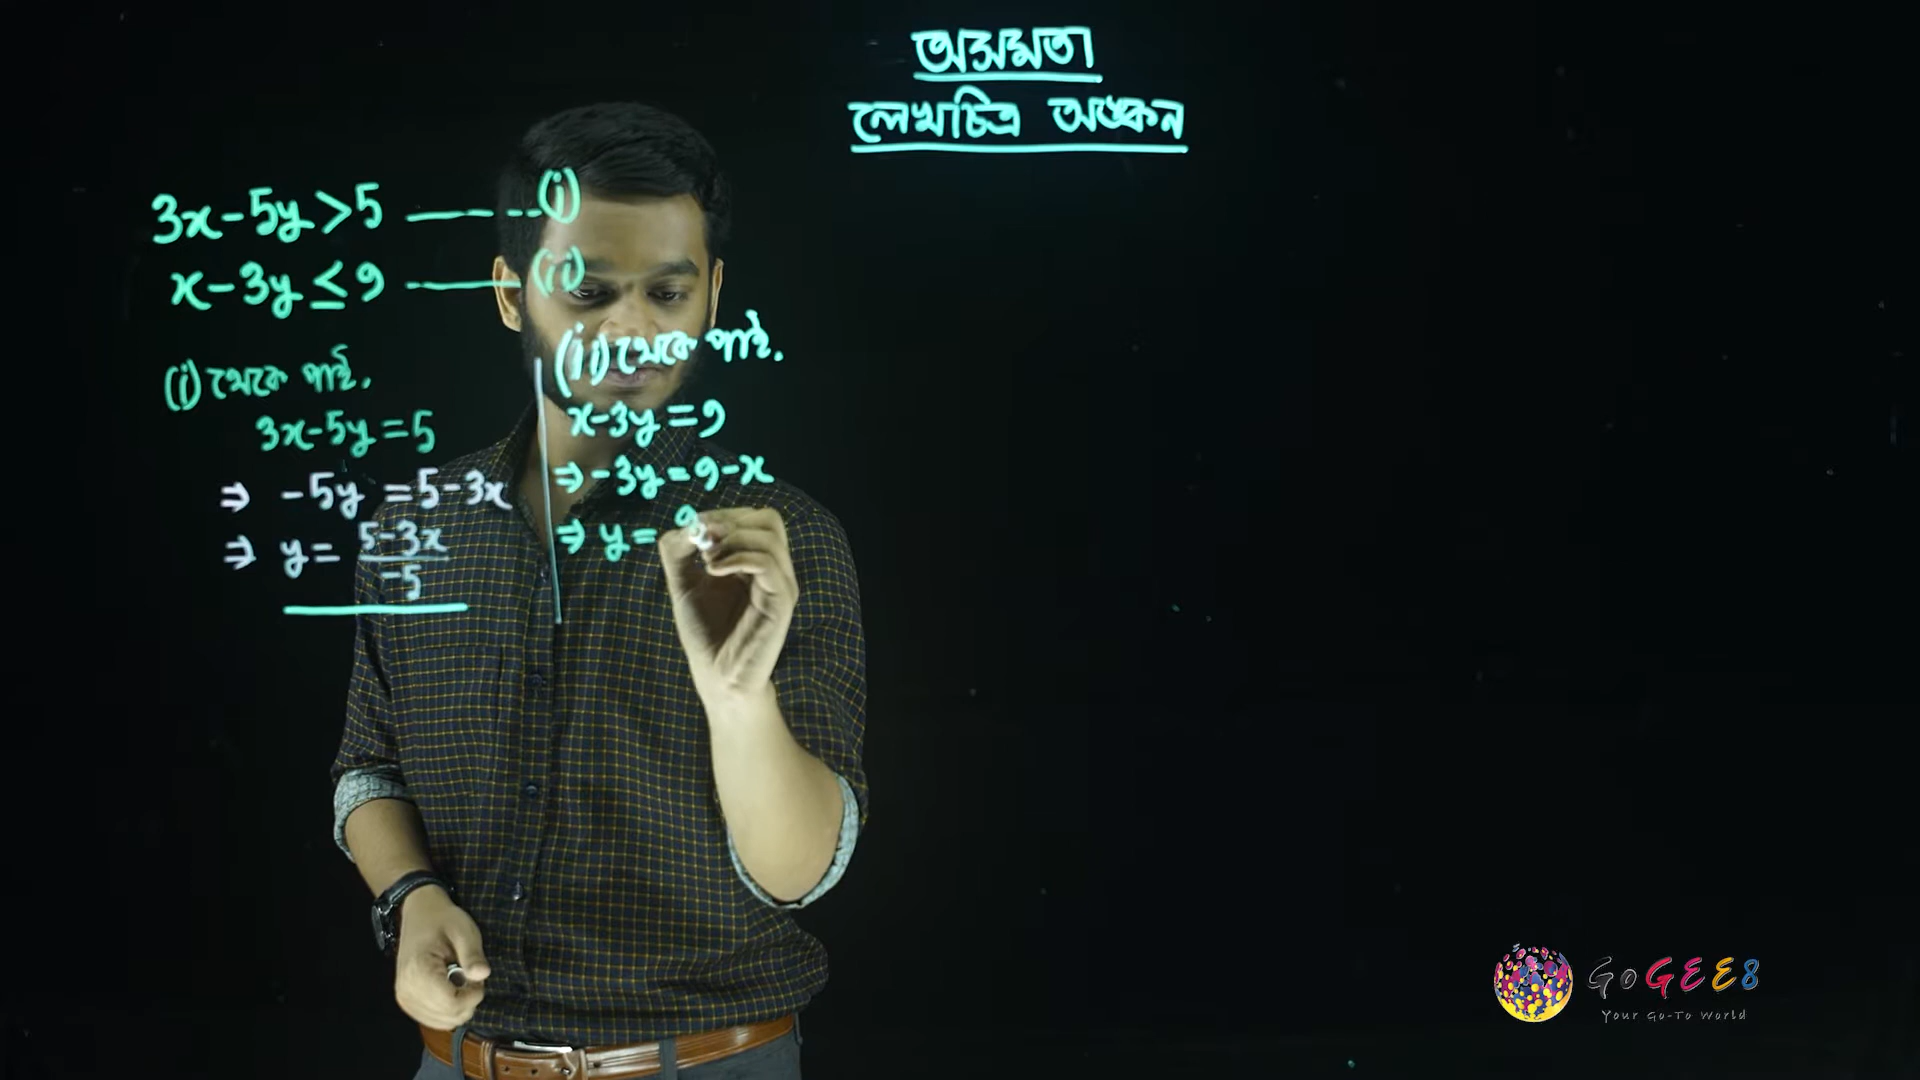 অসমতা
লেখচিত্র অঙ্কন
3x-5y>5 ------(i)
x-3y≤9 ------(ii)
(i) থেকে পাই,
3x-5y=5
⇒ -5y = 5-3x
⇒ y = 5-3x/-5
(ii) থেকে পাই,
x-3y=9
⇒ -3y=9-x
⇒ y = 9
GoGEE8
Your Go-To World